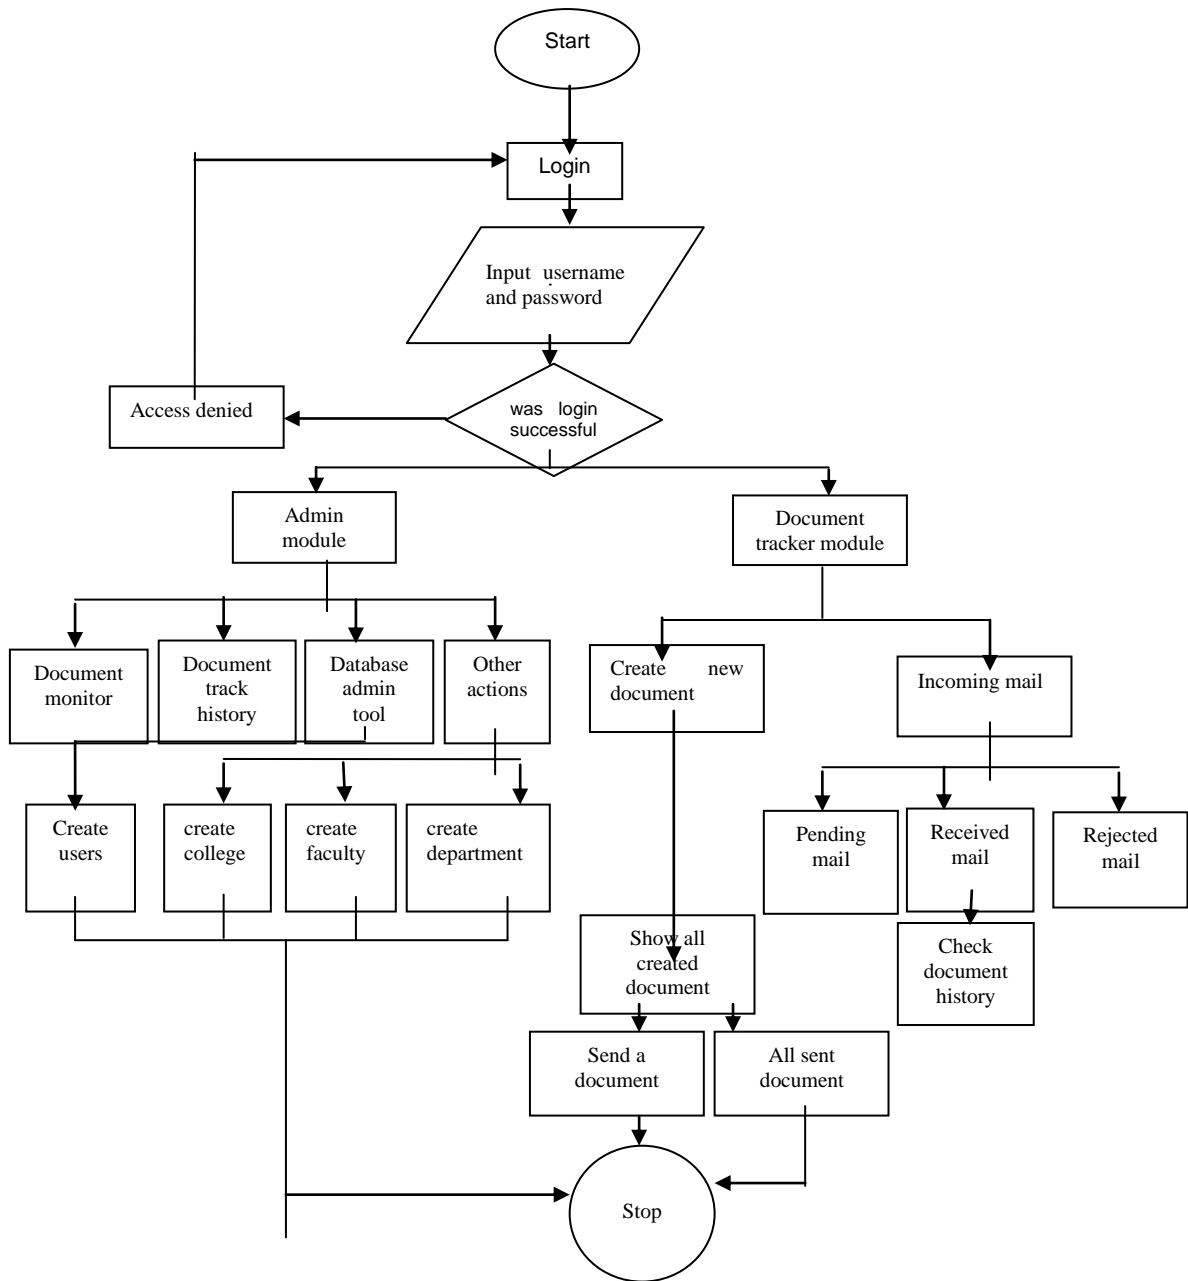 Start
Login
Input username
and password
Access denied
was login
successful
Admin
module
Document
tracker module
Document
monitor
Document
track
history
Database
admin
tool
Other
actions
Create new
document
Incoming mail
Create
users
create
college
create
faculty
create
department
Pending
mail
Received
mail
Rejected
mail
Show all
created
document
Check
document
history
Send a
document
All sent
document
Stop